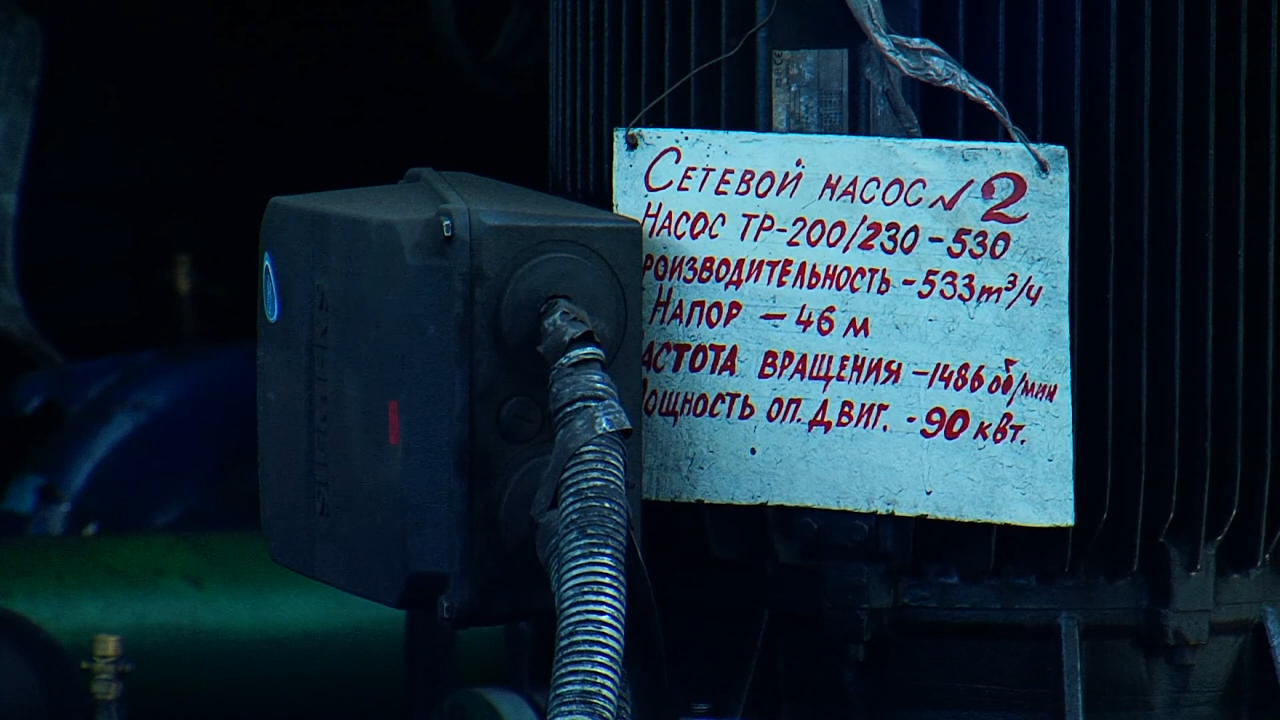 Сетевой насос N 2
Насос ТР-200/230-530
роизводительность -533m³/ч
Напор -46 м
астота вращения -1486 об/мин
ощность оп. двиг. -90 квт.